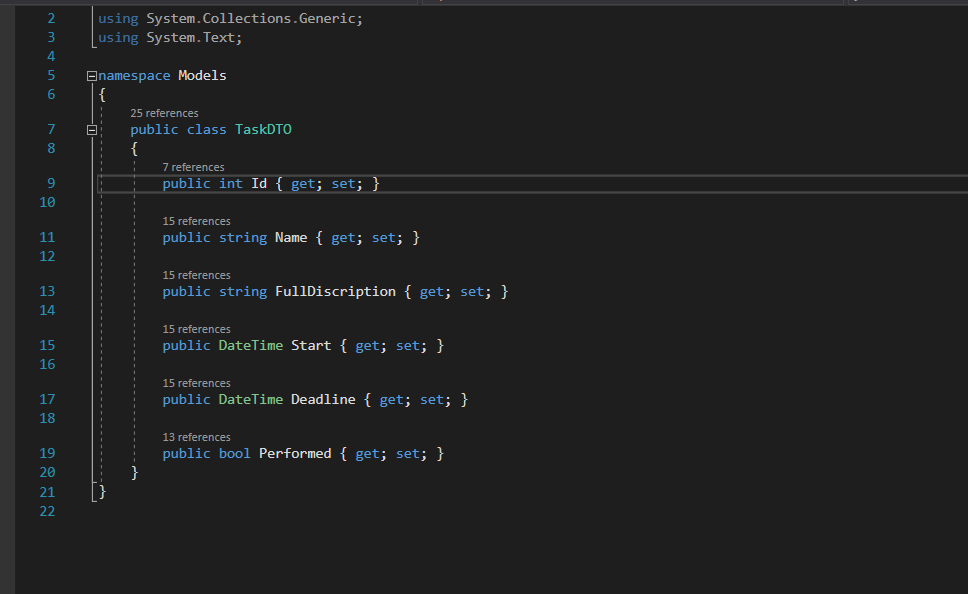 2 using System.Collections.Generic;
3 using System.Text;
4
5 namespace Models
6 {
25 references
7 public class TaskDTO
8 {
7 references
9 public int Id { get; set; }
10
15 references
11 public string Name { get; set; }
12
15 references
13 public string FullDiscription { get; set; }
14
15 references
15 public DateTime Start { get; set; }
16
15 references
17 public DateTime Deadline { get; set; }
18
13 references
19 public bool Performed { get; set; }
20 }
21 }
22